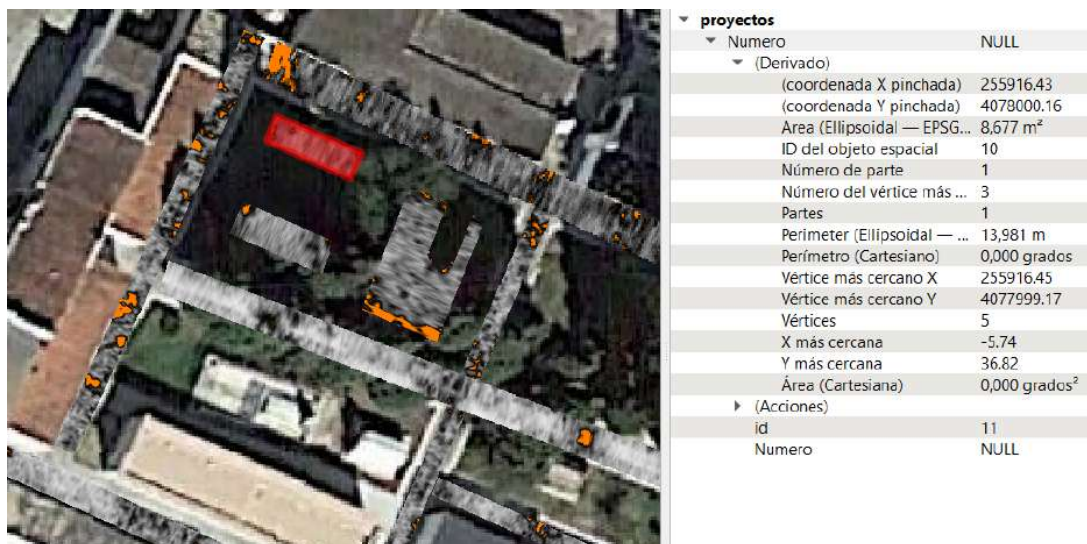 proyectos
Numero NULL
(Derivado)
(coordenada X pinchada) 255916.43
(coordenada Y pinchada) 4078000.16
Area (Ellipsoidal — EPSG... 8,677 m²
ID del objeto espacial 10
Número de parte 1
Número del vértice más ... 3
Partes 1
Perimeter (Ellipsoidal — ... 13,981 m
Perímetro (Cartesiano) 0,000 grados
Vértice más cercano X 255916.45
Vértice más cercano Y 4077999.17
Vértices 5
X más cercana -5.74
Y más cercana 36.82
Área (Cartesiana) 0,000 grados²
(Acciones)
id 11
Numero NULL